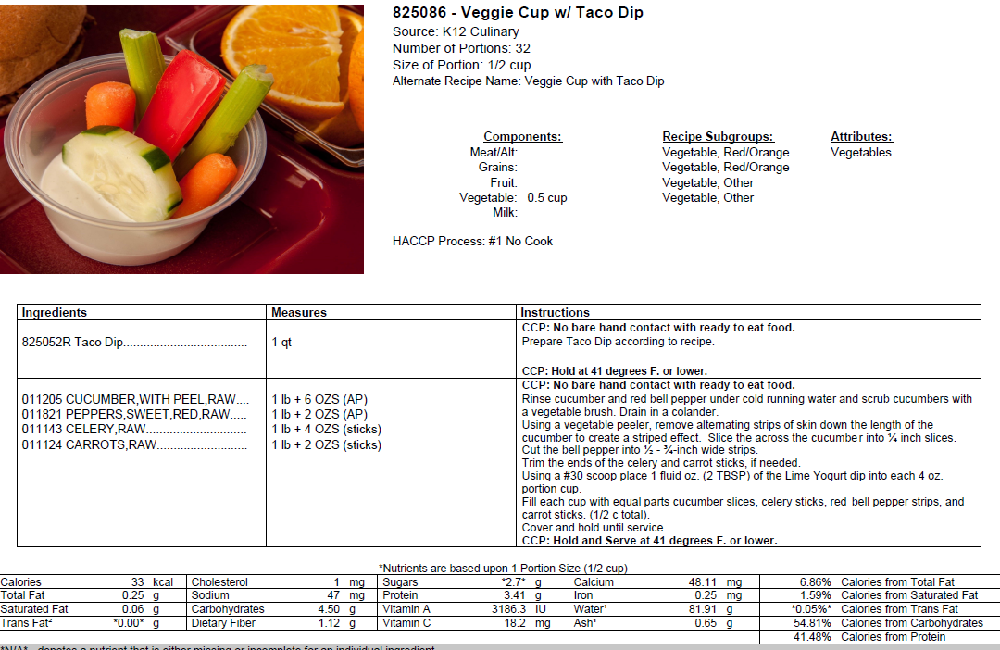 825086 - Veggie Cup w/ Taco Dip
Source: K12 Culinary
Number of Portions: 32
Size of Portion: 1/2 cup
Alternate Recipe Name: Veggie Cup with Taco Dip
Components:
Meat/Alt:
Grains:
Fruit:
Vegetable: 0.5 cup
Milk:
Recipe Subgroups:
Vegetable, Red/Orange
Vegetable, Red/Orange
Vegetable, Other
Vegetable, Other
Attributes:
Vegetables
HACCP Process: #1 No Cook
Ingredients Measures Instructions
825052R Taco Dip.....................................
1 qt
CCP: No bare hand contact with ready to eat food.
Prepare Taco Dip according to recipe.
CCP: Hold at 41 degrees F. or lower.
011205 CUCUMBER,WITH PEEL,RAW....
011821 PEPPERS,SWEET,RED,RAW.....
011143 CELERY,RAW..............................
011124 CARROTS,RAW...........................
1 lb + 6 OZS (AP)
1 lb + 2 OZS (AP)
1 lb + 4 OZS (sticks)
1 lb + 2 OZS (sticks)
CCP: No bare hand contact with ready to eat food.
Rinse cucumber and red bell pepper under cold running water and scrub cucumbers with
a vegetable brush. Drain in a colander.
Using a vegetable peeler, remove alternating strips of skin down the length of the
cucumber to create a striped effect. Slice the across the cucumber into ¼ inch slices.
Cut the bell pepper into ½ - ¾-inch wide strips.
Trim the ends of the celery and carrot sticks, if needed.
Using a #30 scoop place 1 fluid oz. (2 TBSP) of the Lime Yogurt dip into each 4 oz.
portion cup.
Fill each cup with equal parts cucumber slices, celery sticks, red bell pepper strips, and
carrot sticks. (1/2 c total).
Cover and hold until service.
CCP: Hold and Serve at 41 degrees F. or lower.
*Nutrients are based upon 1 Portion Size (1/2 cup)
Calories 33 kcal Cholesterol 1 mg Sugars *2.7* g Calcium 48.11 mg 6.86% Calories from Total Fat
Total Fat 0.25 g Sodium 47 mg Protein 3.41 g Iron 0.25 mg 1.59% Calories from Saturated Fat
Saturated Fat 0.06 g Carbohydrates 4.50 g Vitamin A 3186.3 IU Water¹ 81.91 g *0.05%* Calories from Trans Fat
Trans Fat² *0.00* g Dietary Fiber 1.12 g Vitamin C 18.2 mg Ash¹ 0.65 g 54.81% Calories from Carbohydrates
41.48% Calories from Protein
*N/A* - denotes a nutrient that is either missing or incomplete for an individual ingredient